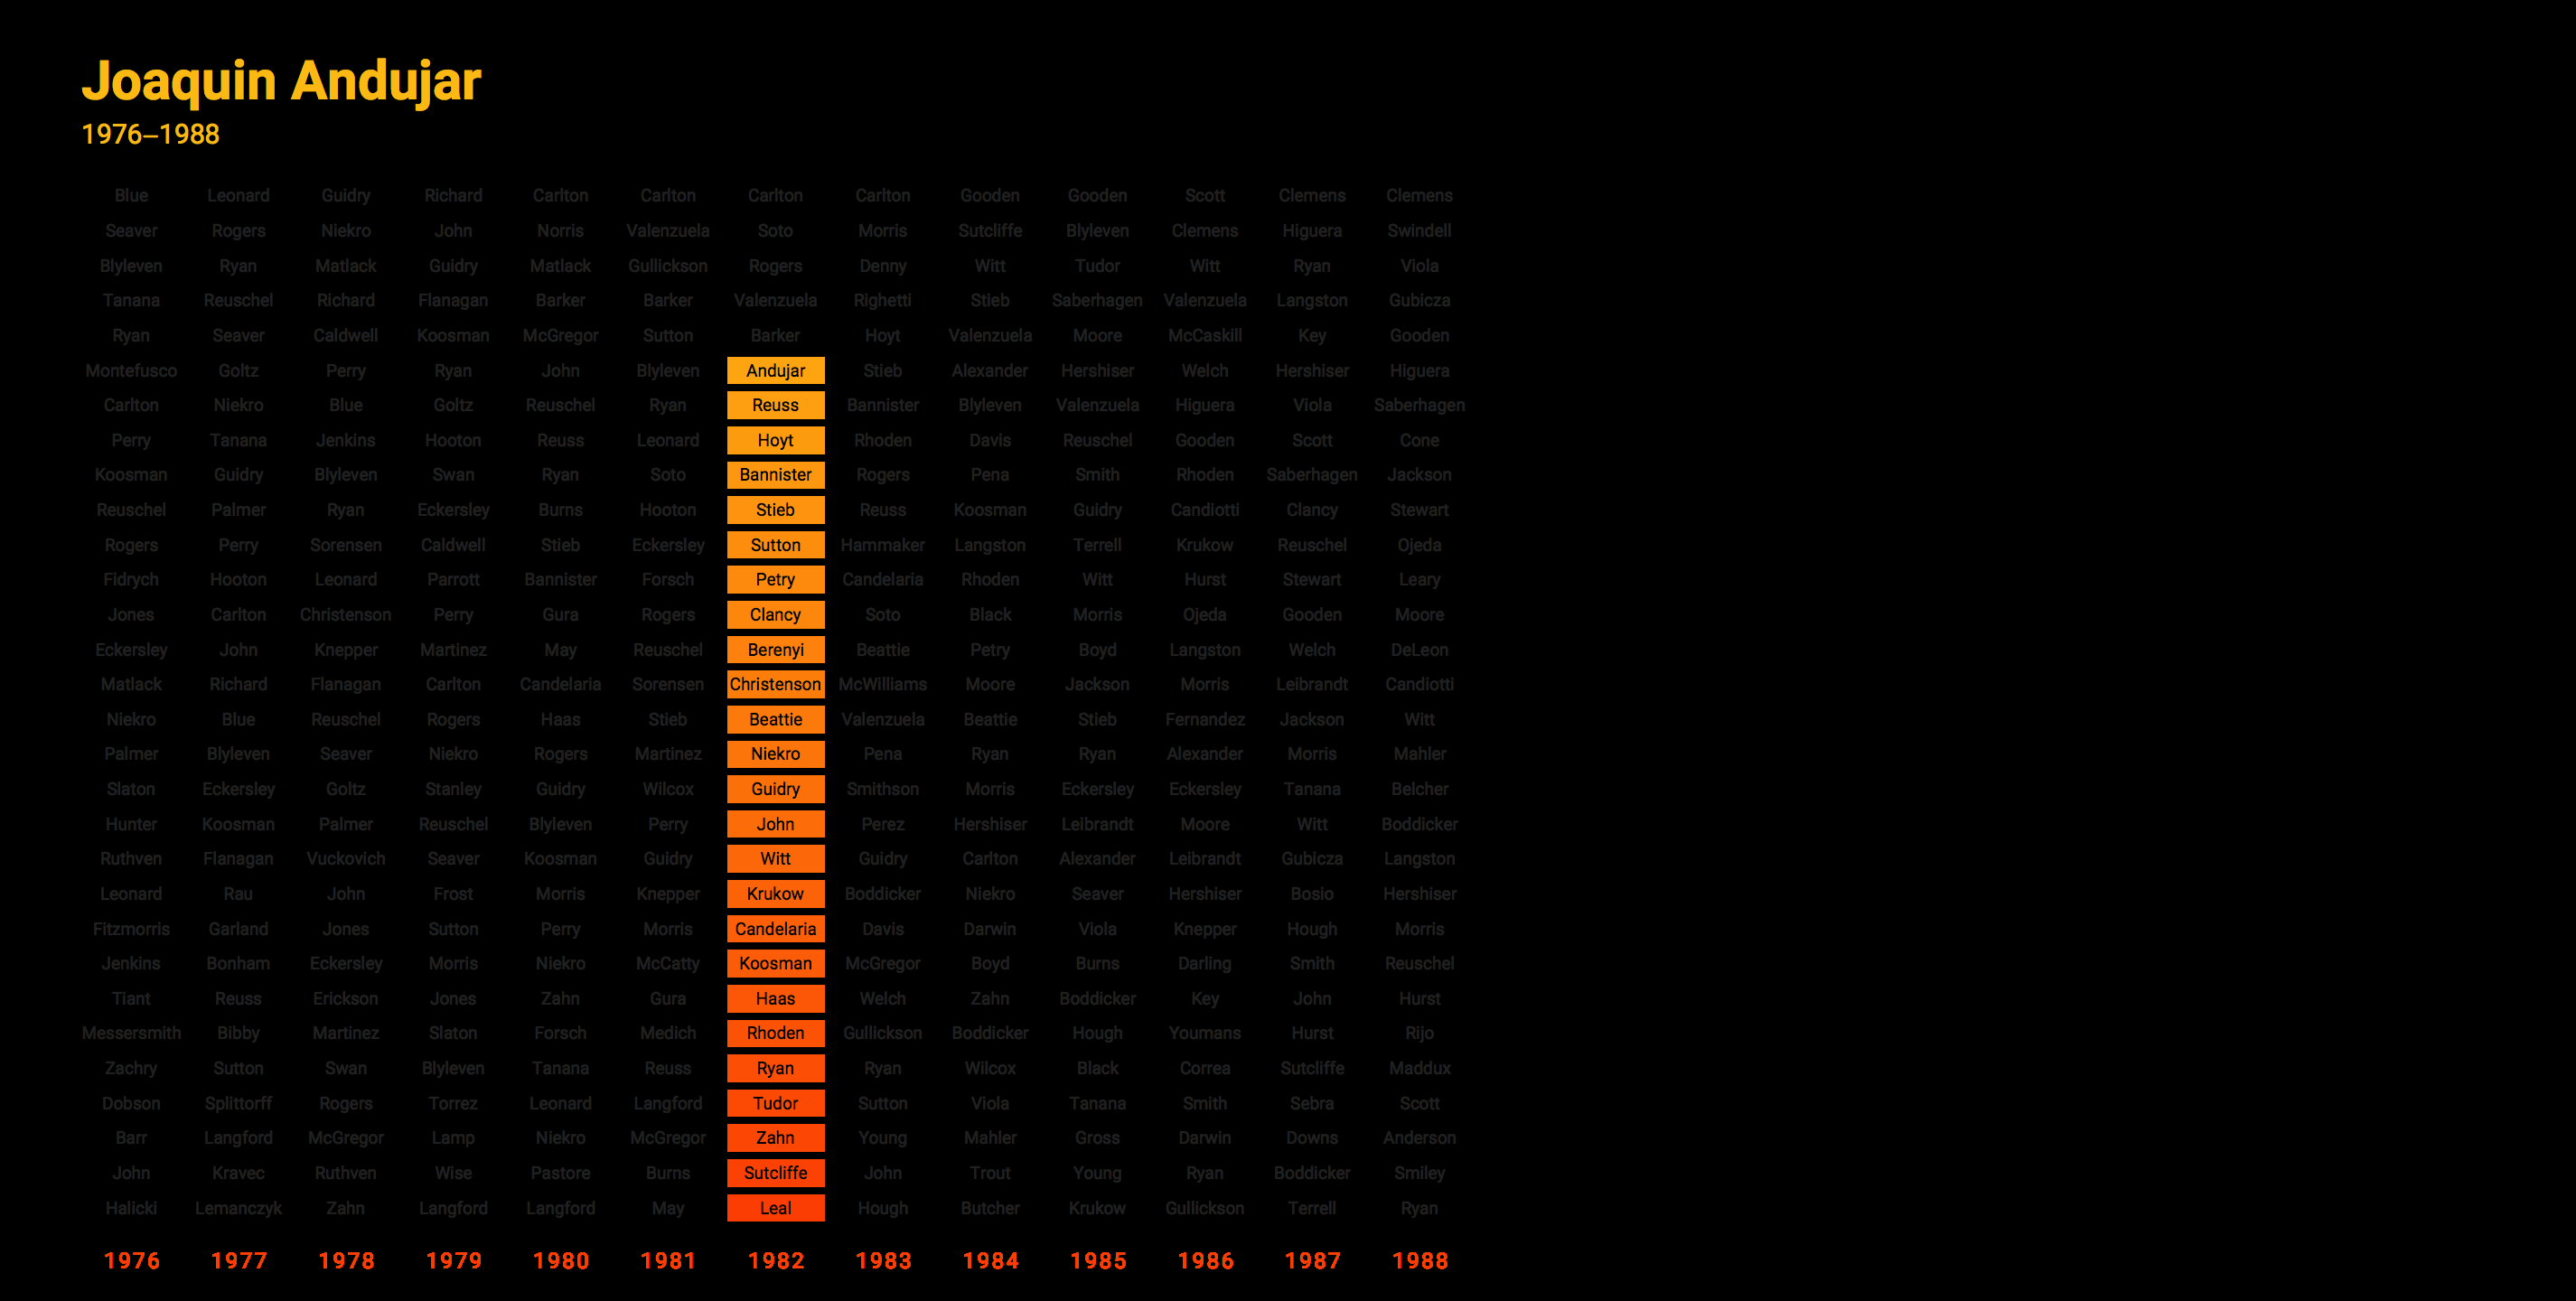 Joaquin Andujar
1976–1988
Blue Leonard Guidry Richard Carlton Carlton Carlton Carlton Gooden Gooden Scott Clemens Clemens
Seaver Rogers Niekro John Norris Valenzuela Soto Morris Sutcliffe Blyleven Clemens Higuera Swindell
Blyleven Ryan Matlack Guidry Matlack Gullickson Rogers Denny Witt Tudor Witt Ryan Viola
Tanana Reuschel Richard Flanagan Barker Barker Valenzuela Righetti Stieb Saberhagen Valenzuela Langston Gubicza
Ryan Seaver Caldwell Koosman McGregor Sutton Barker Hoyt Valenzuela Moore McCaskill Key Gooden
Montefusco Goltz Perry Ryan John Blyleven Andujar Stieb Alexander Hershiser Welch Hershiser Higuera
Carlton Niekro Blue Goltz Reuschel Ryan Reuss Bannister Blyleven Valenzuela Higuera Viola Saberhagen
Perry Tanana Jenkins Hooton Reuss Leonard Hoyt Rhoden Davis Reuschel Gooden Scott Cone
Koosman Guidry Blyleven Swan Ryan Soto Bannister Rogers Pena Smith Rhoden Saberhagen Jackson
Reuschel Palmer Ryan Eckersley Burns Hooton Stieb Reuss Koosman Guidry Candiotti Clancy Stewart
Rogers Perry Sorensen Caldwell Stieb Eckersley Sutton Hammaker Langston Terrell Krukow Reuschel Ojeda
Fidrych Hooton Leonard Parrott Bannister Forsch Petry Candelaria Rhoden Witt Hurst Stewart Leary
Jones Carlton Christenson Perry Gura Rogers Clancy Soto Black Morris Ojeda Gooden Moore
Eckersley John Knepper Martinez May Reuschel Berenyi Beattie Petry Boyd Langston Welch DeLeon
Matlack Richard Flanagan Carlton Candelaria Sorensen Christenson McWilliams Moore Jackson Morris Leibrandt Candiotti
Niekro Blue Reuschel Rogers Haas Stieb Beattie Valenzuela Beattie Stieb Fernandez Jackson Witt
Palmer Blyleven Seaver Niekro Rogers Martinez Niekro Pena Ryan Ryan Alexander Morris Mahler
Slaton Eckersley Goltz Stanley Guidry Wilcox Guidry Smithson Morris Eckersley Eckersley Tanana Belcher
Hunter Koosman Palmer Reuschel Blyleven Perry John Perez Hershiser Leibrandt Moore Witt Boddicker
Ruthven Flanagan Vuckovich Seaver Koosman Guidry Witt Guidry Carlton Alexander Leibrandt Gubicza Langston
Leonard Rau John Frost Morris Knepper Krukow Boddicker Niekro Seaver Hershiser Bosio Hershiser
Fitzmorris Garland Jones Sutton Perry Morris Candelaria Davis Darwin Viola Knepper Hough Morris
Jenkins Bonham Eckersley Morris Niekro McCatty Koosman McGregor Boyd Burns Darling Smith Reuschel
Tiant Reuss Erickson Jones Zahn Gura Haas Welch Zahn Boddicker Key John Hurst
Messersmith Bibby Martinez Slaton Forsch Medich Rhoden Gullickson Boddicker Hough Youmans Hurst Rijo
Zachry Sutton Swan Blyleven Tanana Reuss Ryan Ryan Wilcox Black Correa Sutcliffe Maddux
Dobson Splittorff Rogers Torrez Leonard Langford Tudor Sutton Viola Tanana Smith Sebra Scott
Barr Langford McGregor Lamp Niekro McGregor Zahn Young Mahler Gross Darwin Downs Anderson
John Kravec Ruthven Wise Pastore Burns Sutcliffe John Trout Young Ryan Boddicker Smiley
Halicki Lemanczyk Zahn Langford Langford May Leal Hough Butcher Krukow Gullickson Terrell Ryan
1976 1977 1978 1979 1980 1981 1982 1983 1984 1985 1986 1987 1988